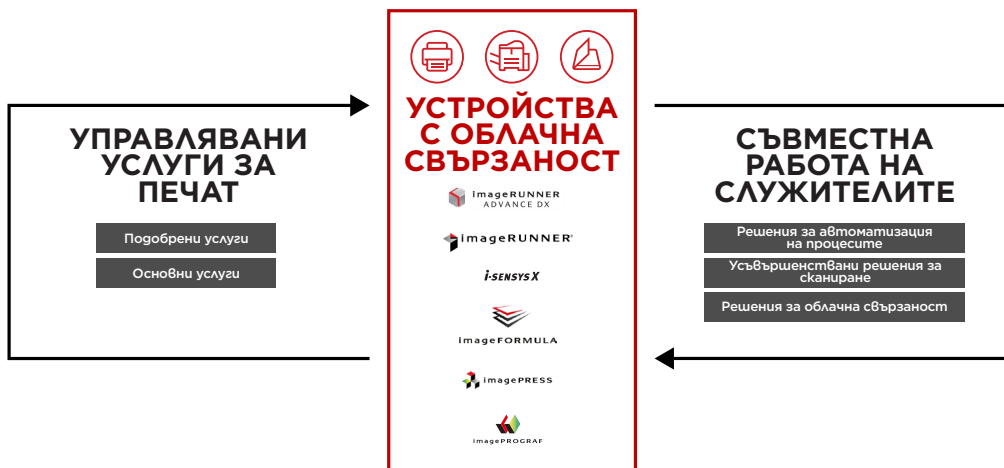 УПРАВЛЯВАНИ
УСЛУГИ ЗА
ПЕЧАТ
Подобрени услуги
Основни услуги
УСТРОЙСТВА
С ОБЛАЧНА
СВЪРЗАНОСТ
imageRUNNER
ADVANCE DX
imageRUNNER®
i-SENSYS X
imageFORMULA
imagePRESS
imagePROGRAF
СЪВМЕСТНА
РАБОТА НА
СЛУЖИТЕЛИТЕ
Решения за автоматизация
на процесите
Усъвършенствани решения за
сканиране
Решения за облачна свързаност